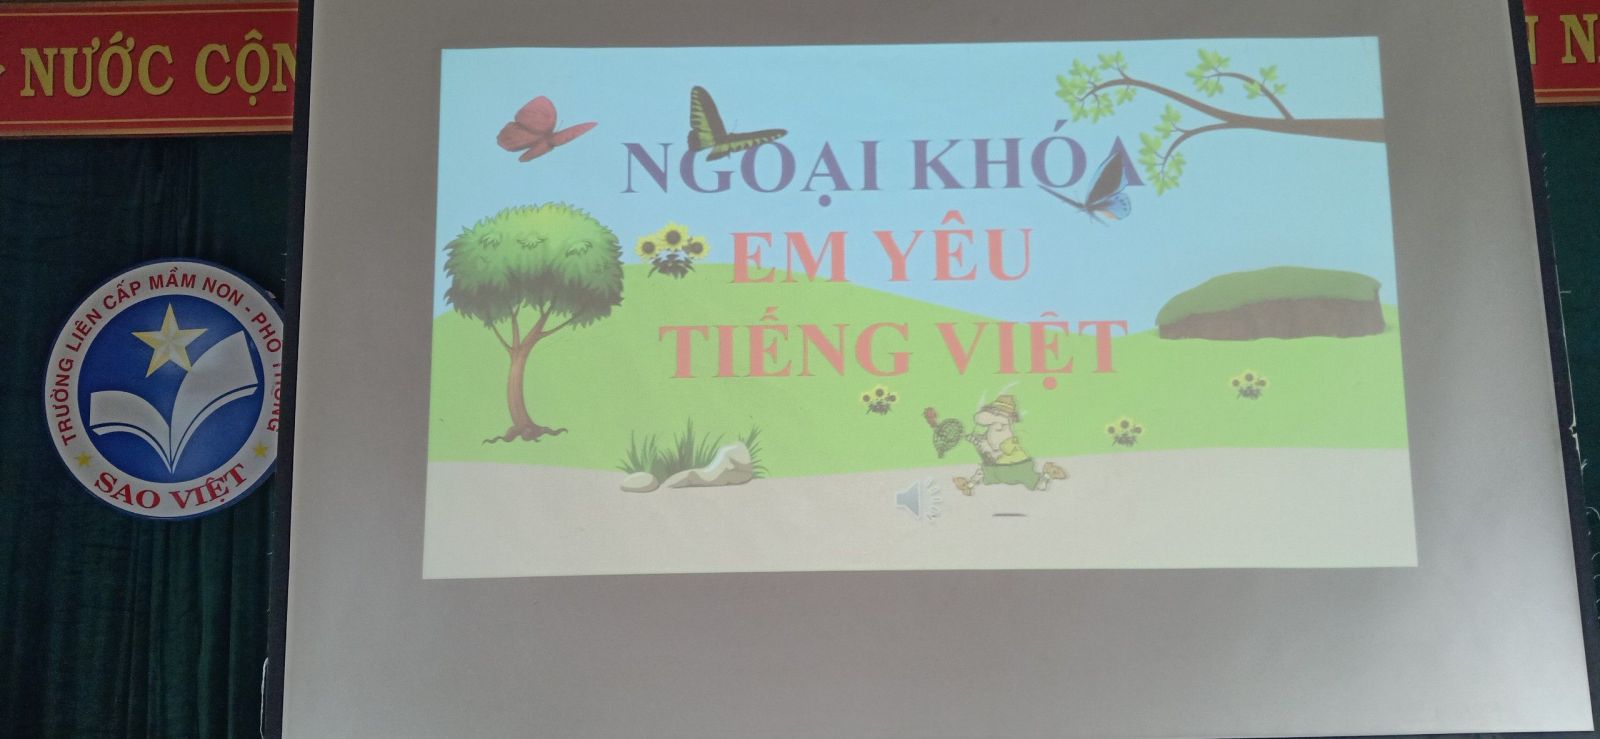 NƯỚC CỘN
N N
NGOẠI KHÓA
EM YÊU
TIẾNG VIỆT
TRƯỜNG LIÊN CẤP MẦM NON - PHỔ THÔNG
SAO VIỆT